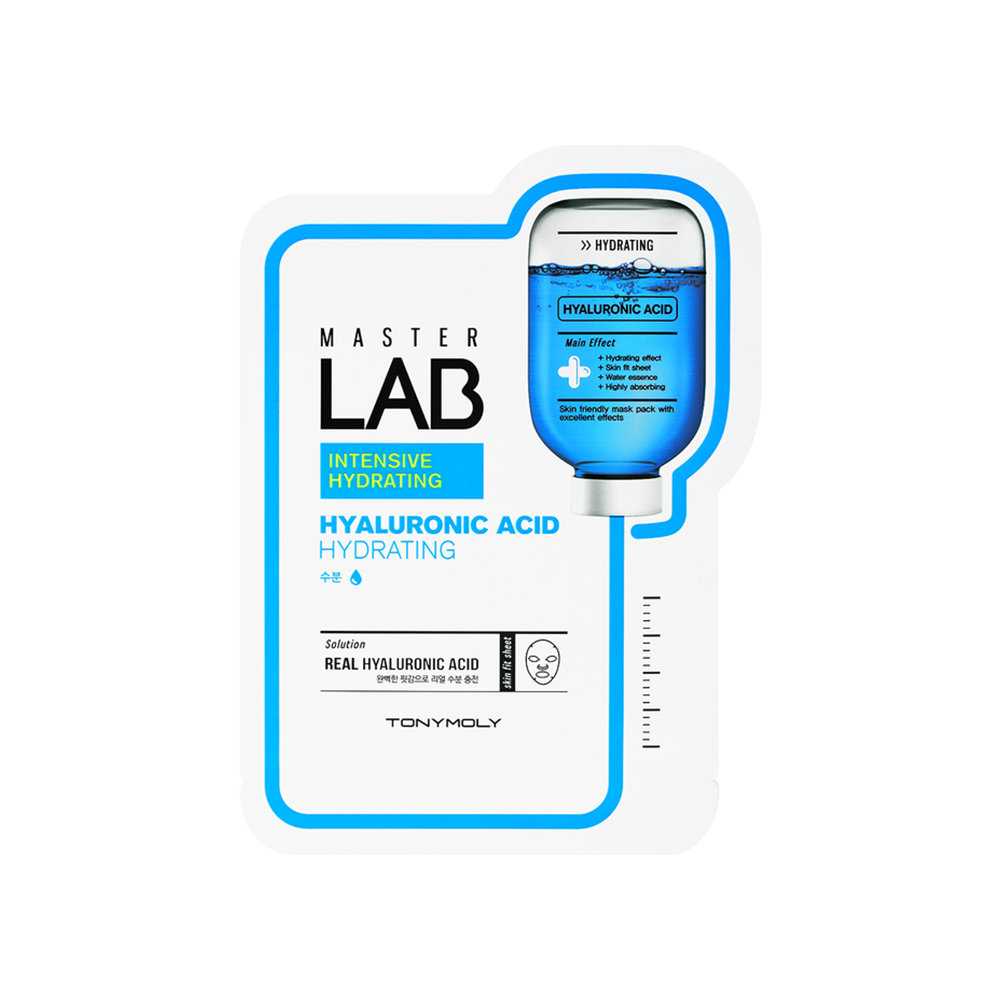 MASTER
LAB
INTENSIVE
HYDRATING
HYALURONIC ACID
HYDRATING
수분
Solution
REAL HYALURONIC ACID
완벽한 핏감으로 리얼 수분 충전
skin fit sheet
TONYMOLY
>> HYDRATING
HYALURONIC ACID
Main Effect
+ Hydrating effect
+ Skin fit sheet
+ Water essence
+ Highly absorbing
Skin friendly mask pack with
excellent effects